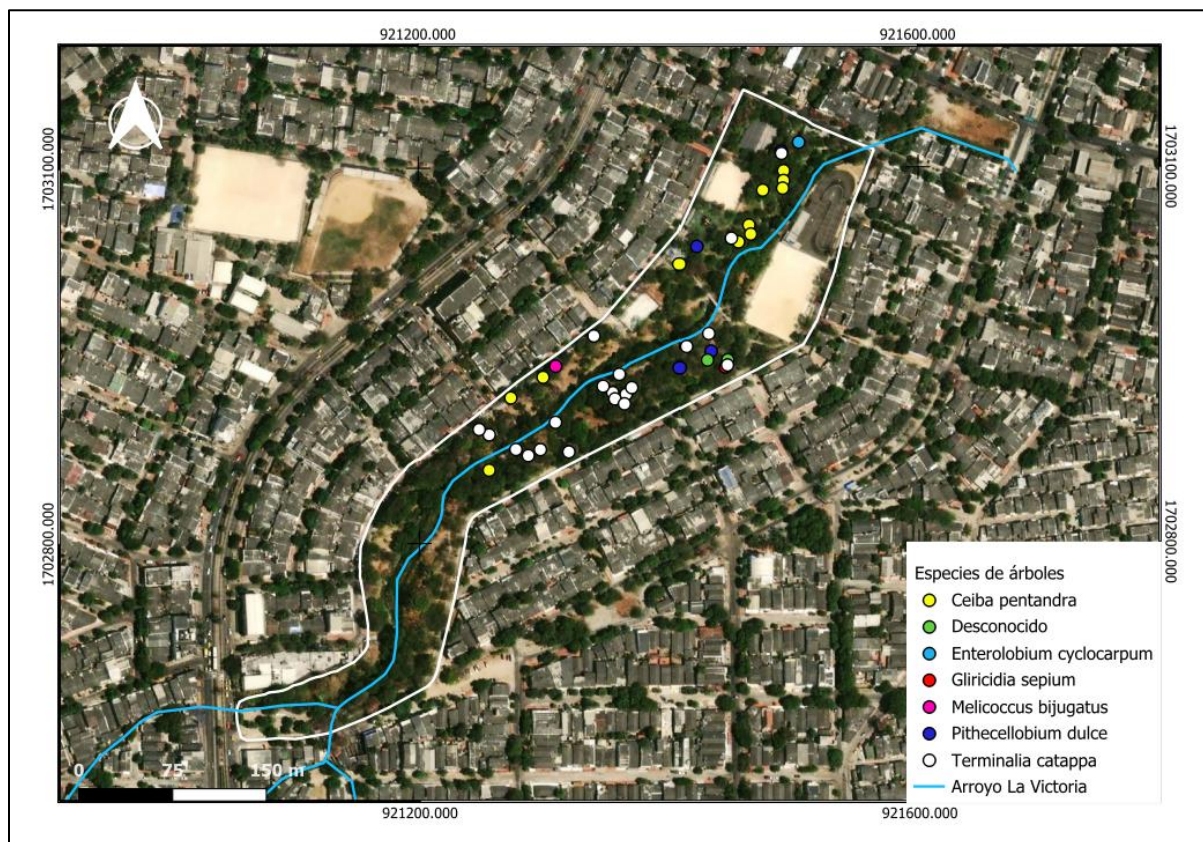 921200.000
921600.000
1703100.000
1703100.000
1702800.000
1702800.000
Especies de árboles
Ceiba pentandra
Desconocido
Enterolobium cyclocarpum
Gliricidia sepium
Melicoccus bijugatus
Pithecellobium dulce
Terminalia catappa
Arroyo La Victoria
0 75 150 m
921200.000
921600.000